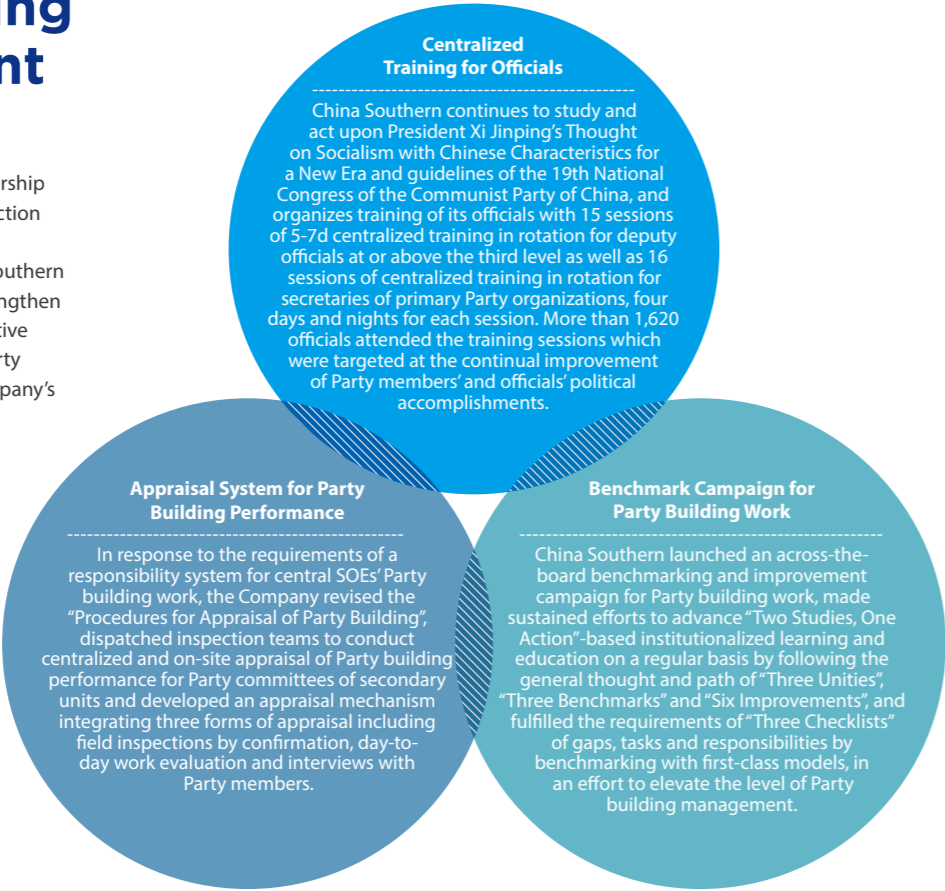 ing
nt
rship
ction
outhern
ngthen
tive
rty
pany's
Centralized
Training for Officials
China Southern continues to study and
act upon President Xi Jinping's Thought
on Socialism with Chinese Characteristics for
a New Era and guidelines of the 19th National
Congress of the Communist Party of China, and
organizes training of its officials with 15 sessions
of 5-7d centralized training in rotation for deputy
officials at or above the third level as well as 16
sessions of centralized training in rotation for
secretaries of primary Party organizations, four
days and nights for each session. More than 1,620
officials attended the training sessions which
were targeted at the continual improvement
of Party members' and officials' political
accomplishments.
Appraisal System for Party
Building Performance
In response to the requirements of a
responsibility system for central SOEs' Party
building work, the Company revised the
"Procedures for Appraisal of Party Building",
dispatched inspection teams to conduct
centralized and on-site appraisal of Party building
performance for Party committees of secondary
units and developed an appraisal mechanism
integrating three forms of appraisal including
field inspections by confirmation, day-to-
day work evaluation and interviews with
Party members.
Benchmark Campaign for
Party Building Work
China Southern launched an across-the-
board benchmarking and improvement
campaign for Party building work, made
sustained efforts to advance "Two Studies, One
Action"-based institutionalized learning and
education on a regular basis by following the
general thought and path of "Three Unities",
"Three Benchmarks" and "Six Improvements", and
fulfilled the requirements of "Three Checklists"
of gaps, tasks and responsibilities by
benchmarking with first-class models, in
an effort to elevate the level of Party
building management.